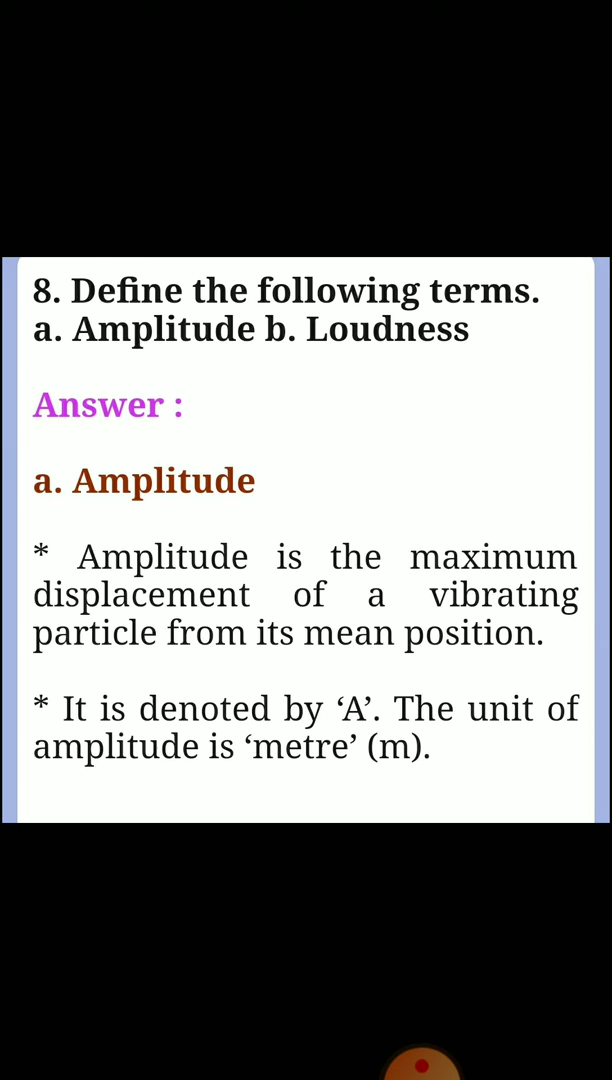 8. Define the following terms.
a. Amplitude b. Loudness
Answer :
a. Amplitude
* Amplitude is the maximum
displacement of a vibrating
particle from its mean position.
* It is denoted by ‘A’. The unit of
amplitude is ‘metre’ (m).